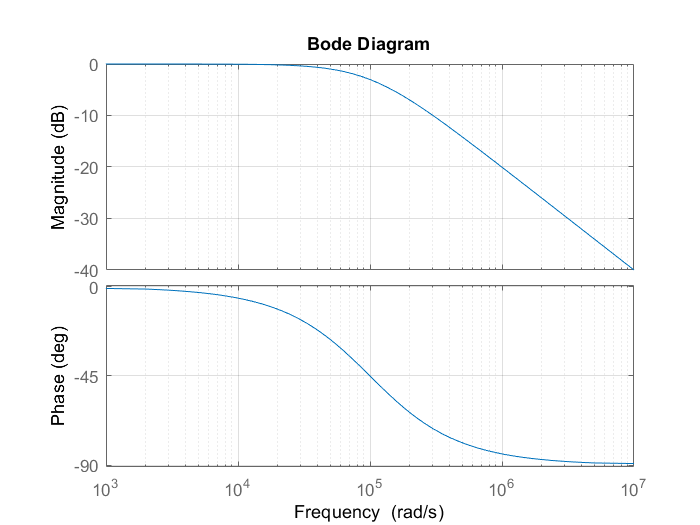 Bode Diagram
Magnitude (dB)
0
-10
-20
-30
-40
Phase (deg)
0
-45
-90
10^3 10^4 10^5 10^6 10^7
Frequency (rad/s)